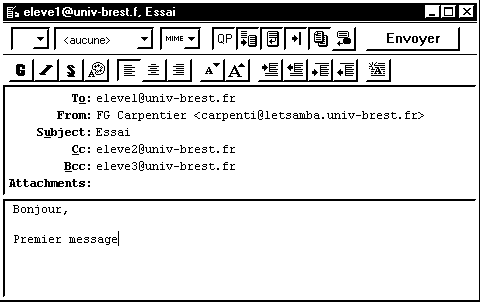 eleve1@univ-brest.f, Essai
<aucune> MIME QP Envoyer
G I S A A
To: eleve1@univ-brest.fr
From: FG Carpentier <carpenti@letsamba.univ-brest.fr>
Subject: Essai
Cc: eleve2@univ-brest.fr
Bcc: eleve3@univ-brest.fr
Attachments:
Bonjour,
Premier message